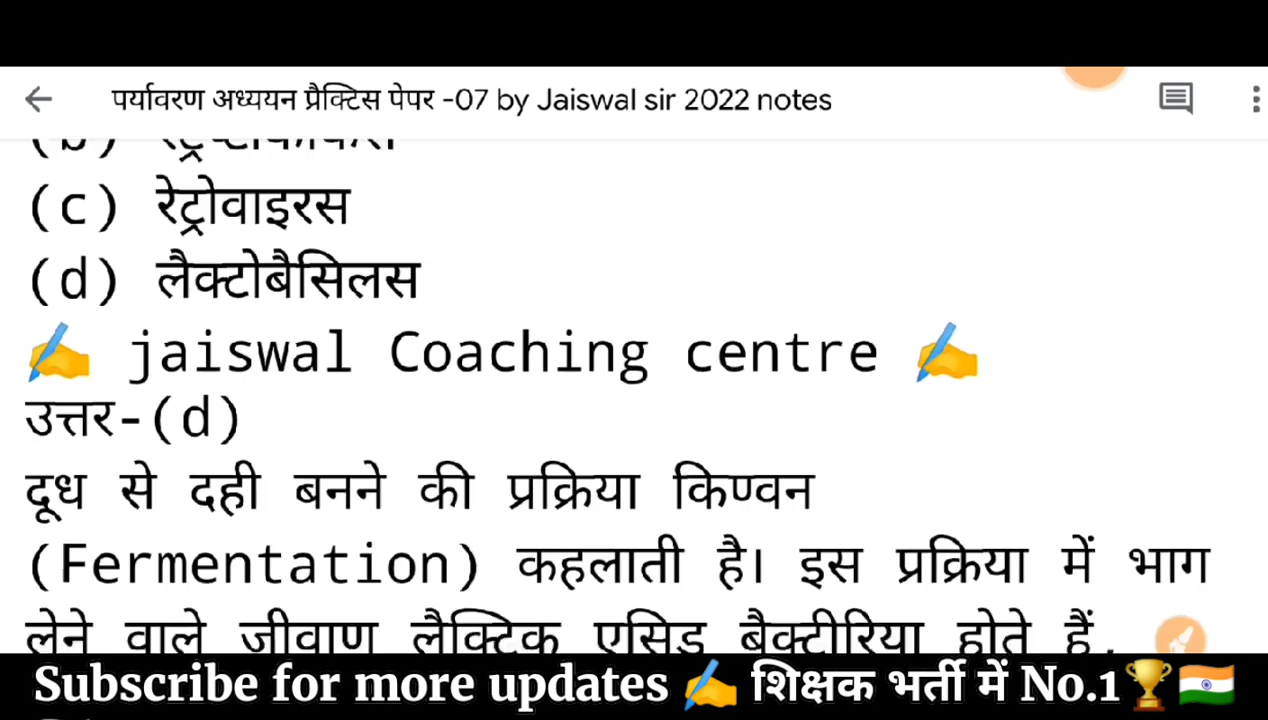 पर्यावरण अध्ययन प्रैक्टिस पेपर -07 by Jaiswal sir 2022 notes
(b)
(c) रेट्रोवाइरस
(d) लैक्टोबैसिलस
✍ jaiswal Coaching centre ✍
उत्तर-(d)
दूध से दही बनने की प्रक्रिया किण्वन
(Fermentation) कहलाती है। इस प्रक्रिया में भाग
लेने वाले जीवाणु लैक्टिक एसिड बैक्टीरिया होते हैं,
Subscribe for more updates ✍ शिक्षक भर्ती में No.1🏆🇮🇳